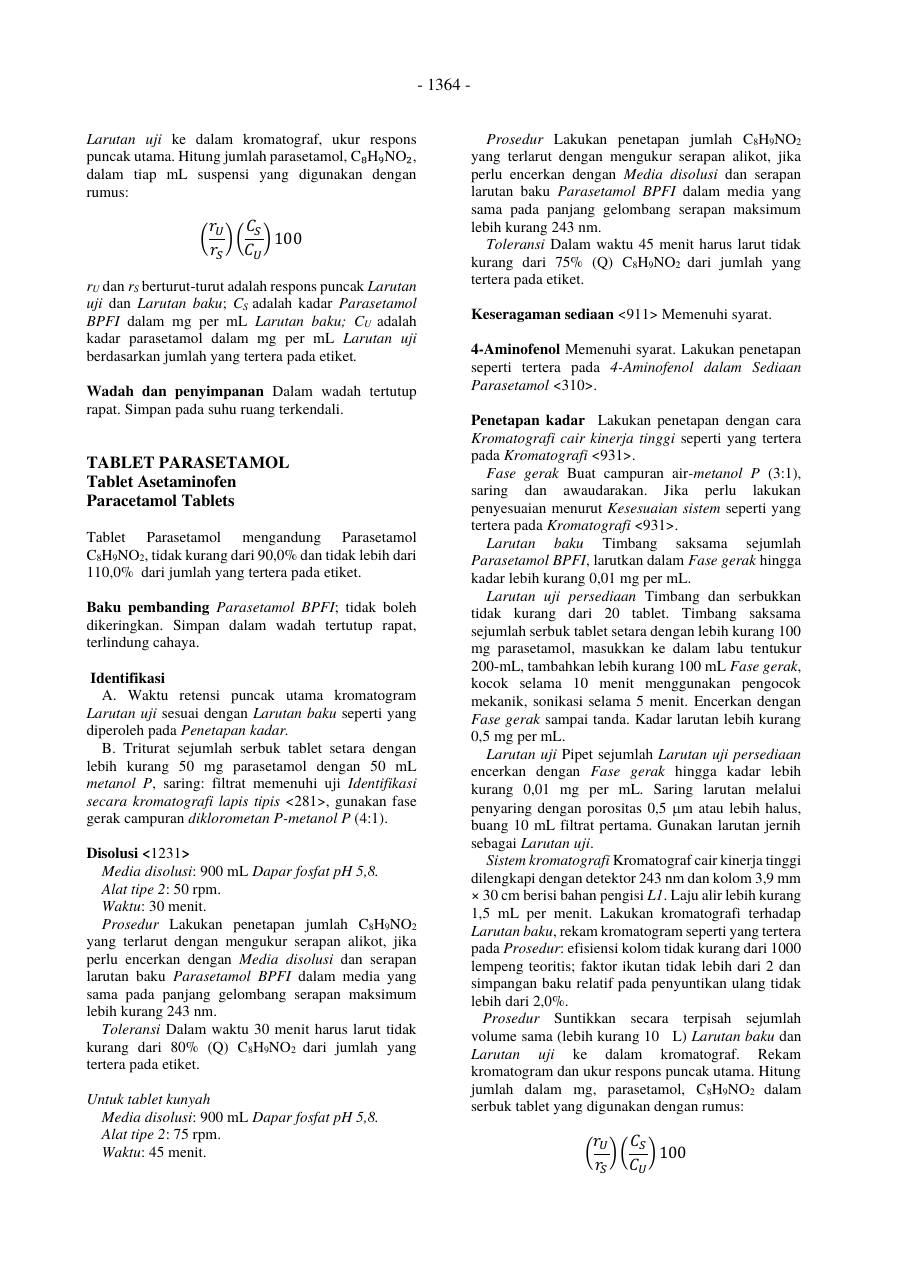 - 1364 -
Larutan uji ke dalam kromatograf, ukur respons
puncak utama. Hitung jumlah parasetamol, C₈H₉NO₂,
dalam tiap mL suspensi yang digunakan dengan
rumus:
(rU/rS) (CS/CU) 100
rU dan rS berturut-turut adalah respons puncak Larutan
uji dan Larutan baku; CS adalah kadar Parasetamol
BPFI dalam mg per mL Larutan baku; CU adalah
kadar parasetamol dalam mg per mL Larutan uji
berdasarkan jumlah yang tertera pada etiket.
Wadah dan penyimpanan Dalam wadah tertutup
rapat. Simpan pada suhu ruang terkendali.
TABLET PARASETAMOL
Tablet Asetaminofen
Paracetamol Tablets
Tablet Parasetamol mengandung Parasetamol
C₈H₉NO₂, tidak kurang dari 90,0% dan tidak lebih dari
110,0% dari jumlah yang tertera pada etiket.
Baku pembanding Parasetamol BPFI; tidak boleh
dikeringkan. Simpan dalam wadah tertutup rapat,
terlindung cahaya.
Identifikasi
A. Waktu retensi puncak utama kromatogram
Larutan uji sesuai dengan Larutan baku seperti yang
diperoleh pada Penetapan kadar.
B. Triturat sejumlah serbuk tablet setara dengan
lebih kurang 50 mg parasetamol dengan 50 mL
metanol P, saring: filtrat memenuhi uji Identifikasi
secara kromatografi lapis tipis <281>, gunakan fase
gerak campuran diklorometan P-metanol P (4:1).
Disolusi <1231>
Media disolusi: 900 mL Dapar fosfat pH 5,8.
Alat tipe 2: 50 rpm.
Waktu: 30 menit.
Prosedur Lakukan penetapan jumlah C₈H₉NO₂
yang terlarut dengan mengukur serapan alikot, jika
perlu encerkan dengan Media disolusi dan serapan
larutan baku Parasetamol BPFI dalam media yang
sama pada panjang gelombang serapan maksimum
lebih kurang 243 nm.
Toleransi Dalam waktu 30 menit harus larut tidak
kurang dari 80% (Q) C₈H₉NO₂ dari jumlah yang
tertera pada etiket.
Untuk tablet kunyah
Media disolusi: 900 mL Dapar fosfat pH 5,8.
Alat tipe 2: 75 rpm.
Waktu: 45 menit.
Prosedur Lakukan penetapan jumlah C₈H₉NO₂
yang terlarut dengan mengukur serapan alikot, jika
perlu encerkan dengan Media disolusi dan serapan
larutan baku Parasetamol BPFI dalam media yang
sama pada panjang gelombang serapan maksimum
lebih kurang 243 nm.
Toleransi Dalam waktu 45 menit harus larut tidak
kurang dari 75% (Q) C₈H₉NO₂ dari jumlah yang
tertera pada etiket.
Keseragaman sediaan <911> Memenuhi syarat.
4-Aminofenol Memenuhi syarat. Lakukan penetapan
seperti tertera pada 4-Aminofenol dalam Sediaan
Parasetamol <310>.
Penetapan kadar Lakukan penetapan dengan cara
Kromatografi cair kinerja tinggi seperti yang tertera
pada Kromatografi <931>.
Fase gerak Buat campuran air-metanol P (3:1),
saring dan awaudarakan. Jika perlu lakukan
penyesuaian menurut Kesesuaian sistem seperti yang
tertera pada Kromatografi <931>.
Larutan baku Timbang saksama sejumlah
Parasetamol BPFI, larutkan dalam Fase gerak hingga
kadar lebih kurang 0,01 mg per mL.
Larutan uji persediaan Timbang dan serbukkan
tidak kurang dari 20 tablet. Timbang saksama
sejumlah serbuk tablet setara dengan lebih kurang 100
mg parasetamol, masukkan ke dalam labu tentukur
200-mL, tambahkan lebih kurang 100 mL Fase gerak,
kocok selama 10 menit menggunakan pengocok
mekanik, sonikasi selama 5 menit. Encerkan dengan
Fase gerak sampai tanda. Kadar larutan lebih kurang
0,5 mg per mL.
Larutan uji Pipet sejumlah Larutan uji persediaan
encerkan dengan Fase gerak hingga kadar lebih
kurang 0,01 mg per mL. Saring larutan melalui
penyaring dengan porositas 0,5 μm atau lebih halus,
buang 10 mL filtrat pertama. Gunakan larutan jernih
sebagai Larutan uji.
Sistem kromatografi Kromatograf cair kinerja tinggi
dilengkapi dengan detektor 243 nm dan kolom 3,9 mm
× 30 cm berisi bahan pengisi L1. Laju alir lebih kurang
1,5 mL per menit. Lakukan kromatografi terhadap
Larutan baku, rekam kromatogram seperti yang tertera
pada Prosedur: efisiensi kolom tidak kurang dari 1000
lempeng teoritis; faktor ikutan tidak lebih dari 2 dan
simpangan baku relatif pada penyuntikan ulang tidak
lebih dari 2,0%.
Prosedur Suntikkan secara terpisah sejumlah
volume sama (lebih kurang 10 L) Larutan baku dan
Larutan uji ke dalam kromatograf. Rekam
kromatogram dan ukur respons puncak utama. Hitung
jumlah dalam mg, parasetamol, C₈H₉NO₂ dalam
serbuk tablet yang digunakan dengan rumus:
(rU/rS) (CS/CU) 100